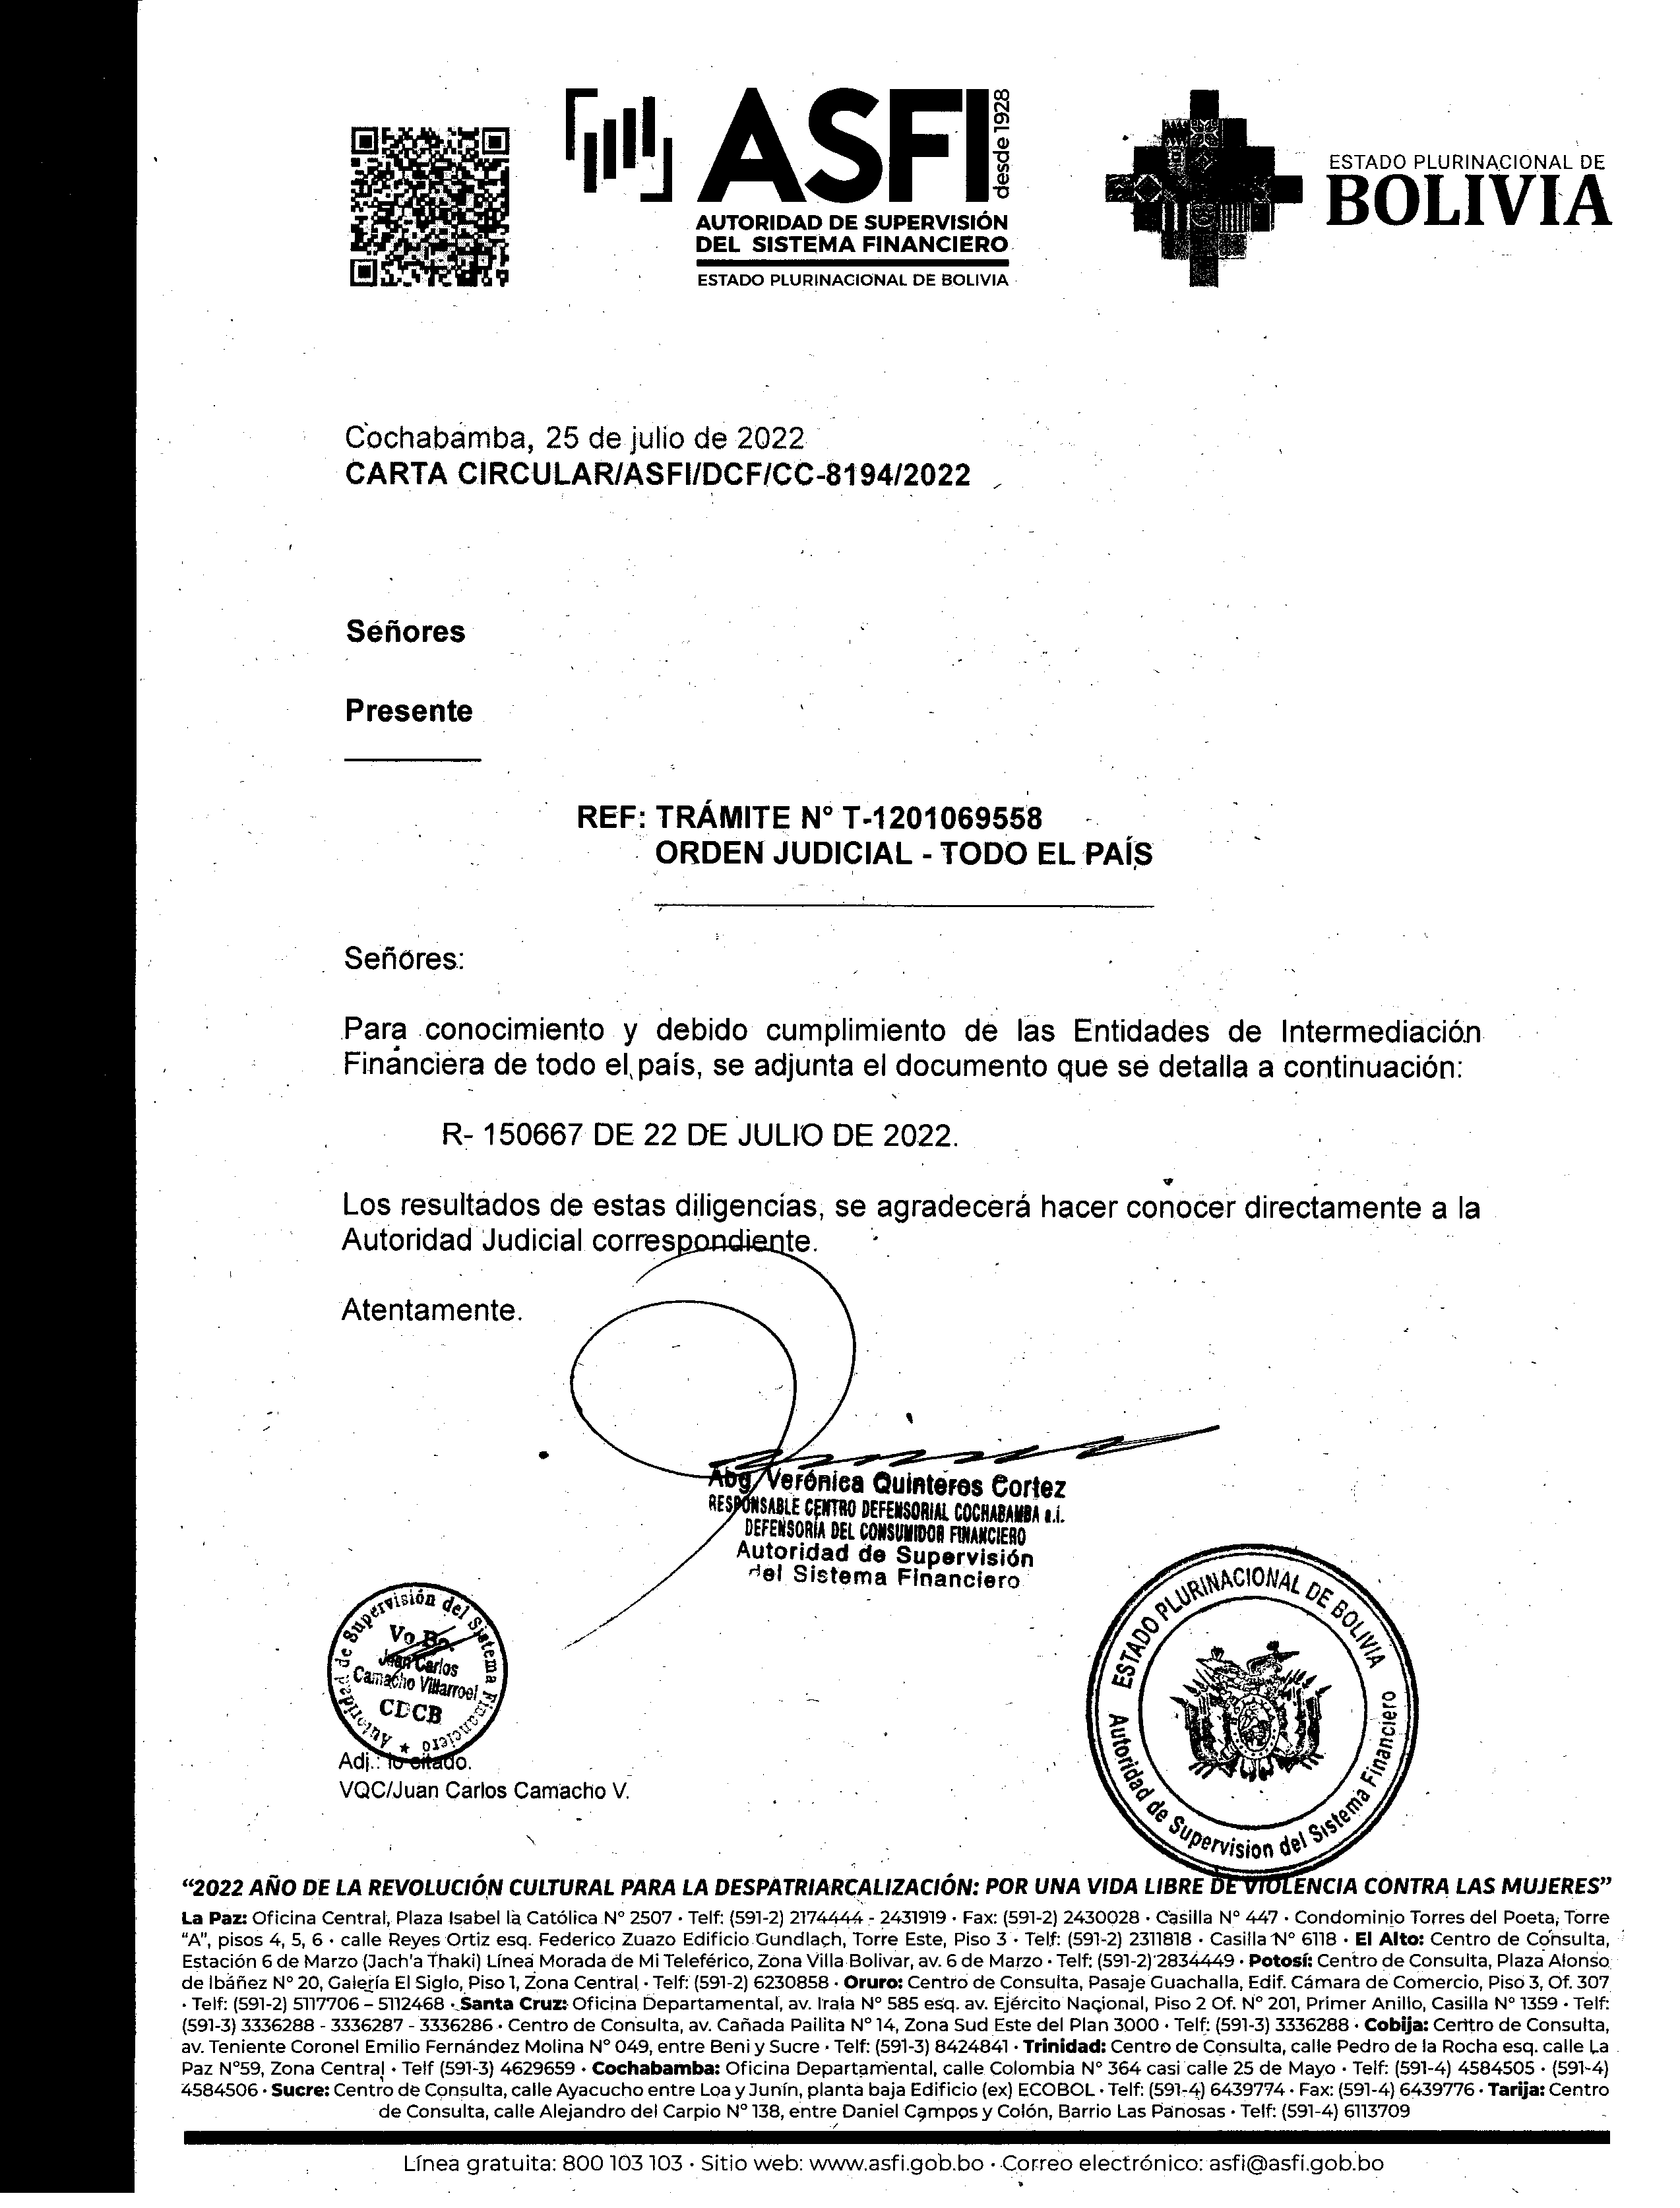 ASFI
desde 1928
AUTORIDAD DE SUPERVISIÓN
DEL SISTEMA FINANCIERO
ESTADO PLURINACIONAL DE BOLIVIA
ESTADO PLURINACIONAL DE
BOLIVIA
Cochabamba, 25 de julio de 2022
CARTA CIRCULAR/ASFI/DCF/CC-8194/2022
Señores
Presente
REF: TRÁMITE Nº T-1201069558
ORDEN JUDICIAL - TODO EL PAÍS
Señores:
Para conocimiento y debido cumplimiento de las Entidades de Intermediación
Financiera de todo el país, se adjunta el documento que se detalla a continuación:
R- 150667 DE 22 DE JULIO DE 2022.
Los resultados de estas diligencias, se agradecerá hacer conocer directamente a la
Autoridad Judicial correspondiente.
Atentamente.
Abg. Verónica Quinteros Cortez
RESPONSABLE CENTRO DEFENSORIAL COCHABAMBA a.i.
DEFENSORÍA DEL CONSUMIDOR FINANCIERO
Autoridad de Supervisión
del Sistema Financiero
Autoridad de Supervisión del Sistema Financiero
Vo.Bo.
Juan Carlos
Camacho Villarroel
CDCB
ESTADO PLURINACIONAL DE BOLIVIA
Autoridad de Supervision del Sistema Financiero
Adj.: lo citado.
VQC/Juan Carlos Camacho V.
“2022 AÑO DE LA REVOLUCIÓN CULTURAL PARA LA DESPATRIARCALIZACIÓN: POR UNA VIDA LIBRE DE VIOLENCIA CONTRA LAS MUJERES”
La Paz: Oficina Central, Plaza Isabel la Católica Nº 2507 · Telf: (591-2) 2174444 - 2431919 · Fax: (591-2) 2430028 · Casilla Nº 447 · Condominio Torres del Poeta, Torre
“A”, pisos 4, 5, 6 · calle Reyes Ortiz esq. Federico Zuazo Edificio Gundlach, Torre Este, Piso 3 · Telf: (591-2) 2311818 · Casilla Nº 6118 · El Alto: Centro de Consulta,
Estación 6 de Marzo (Jach'a Thaki) Línea Morada de Mi Teleférico, Zona Villa Bolivar, av. 6 de Marzo · Telf: (591-2) 2834449 · Potosí: Centro de Consulta, Plaza Alonso
de Ibáñez Nº 20, Galería El Siglo, Piso 1, Zona Central · Telf: (591-2) 6230858 · Oruro: Centro de Consulta, Pasaje Guachalla, Edif. Cámara de Comercio, Piso 3, Of. 307
· Telf: (591-2) 5117706 – 5112468 · Santa Cruz: Oficina Departamental, av. Irala Nº 585 esq. av. Ejército Nacional, Piso 2 Of. Nº 201, Primer Anillo, Casilla Nº 1359 · Telf:
(591-3) 3336288 - 3336287 - 3336286 · Centro de Consulta, av. Cañada Pailita Nº 14, Zona Sud Este del Plan 3000 · Telf: (591-3) 3336288 · Cobija: Centro de Consulta,
av. Teniente Coronel Emilio Fernández Molina Nº 049, entre Beni y Sucre · Telf: (591-3) 8424841 · Trinidad: Centro de Consulta, calle Pedro de la Rocha esq. calle La
Paz Nº59, Zona Central · Telf (591-3) 4629659 · Cochabamba: Oficina Departamental, calle Colombia Nº 364 casi calle 25 de Mayo · Telf: (591-4) 4584505 · (591-4)
4584506 · Sucre: Centro de Consulta, calle Ayacucho entre Loa y Junín, planta baja Edificio (ex) ECOBOL · Telf: (591-4) 6439774 · Fax: (591-4) 6439776 · Tarija: Centro
de Consulta, calle Alejandro del Carpio Nº 138, entre Daniel Campos y Colón, Barrio Las Panosas · Telf: (591-4) 6113709
Línea gratuita: 800 103 103 · Sitio web: www.asfi.gob.bo · Correo electrónico: asfi@asfi.gob.bo